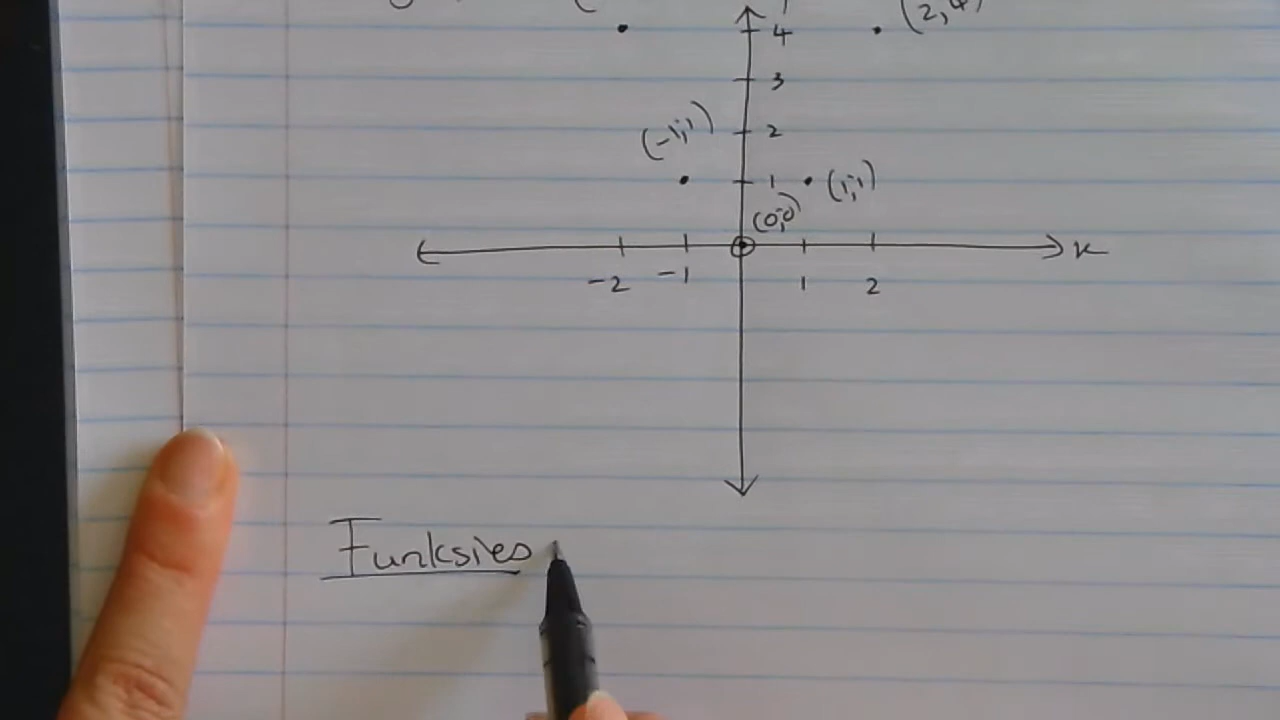 4 (2;4)
3
(-1;1) 2
1 (1;1)
(0;0)
x
-2 -1 1 2
Funksies